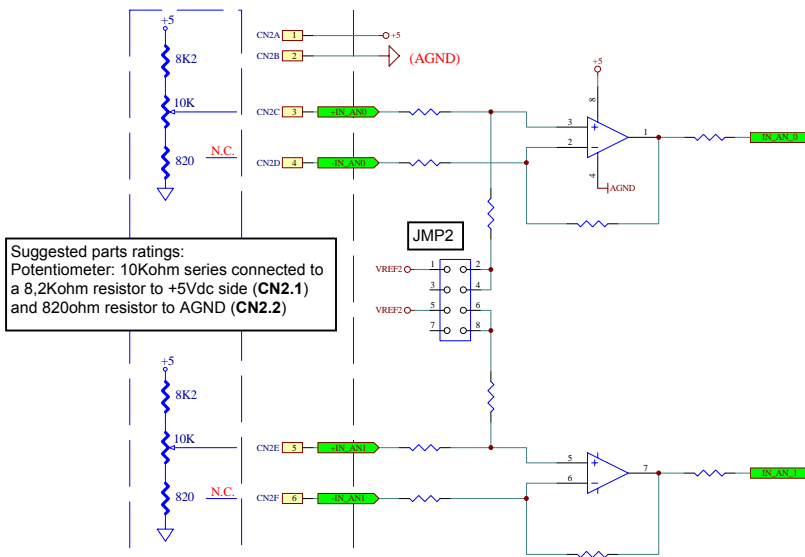 +5
8K2
10K
820
N.C.
CN2A 1 +5
CN2B 2 (AGND)
CN2C 3 +IN_AN0
CN2D 4 -IN_AN0
+5
8
3
+
2
−
1
4
AGND
IN_AN_0
JMP2
VREF2 1 2
3 4
VREF2 5 6
7 8
Suggested parts ratings:
Potentiometer: 10Kohm series connected to
a 8,2Kohm resistor to +5Vdc side (CN2.1)
and 820ohm resistor to AGND (CN2.2)
+5
8K2
10K
820
N.C.
CN2E 5 +IN_AN1
CN2F 6 -IN_AN1
5
+
6
−
7
IN_AN_1